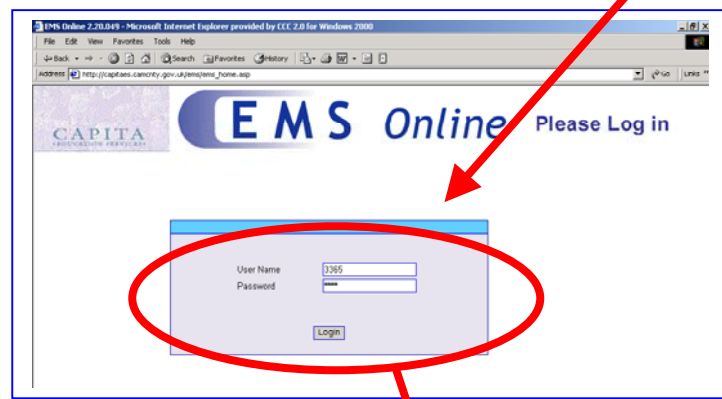 EMS Online 2.20.049 - Microsoft Internet Explorer provided by CCC 2.0 for Windows 2000
File Edit View Favorites Tools Help
Back Search Favorites History
Address http://capitaes.camcnty.gov.uk/ems/ems_home.asp Go Links »
CAPITA
EDUCATION SERVICES
EMS Online Please Log in
User Name 3365
Password ****
Login